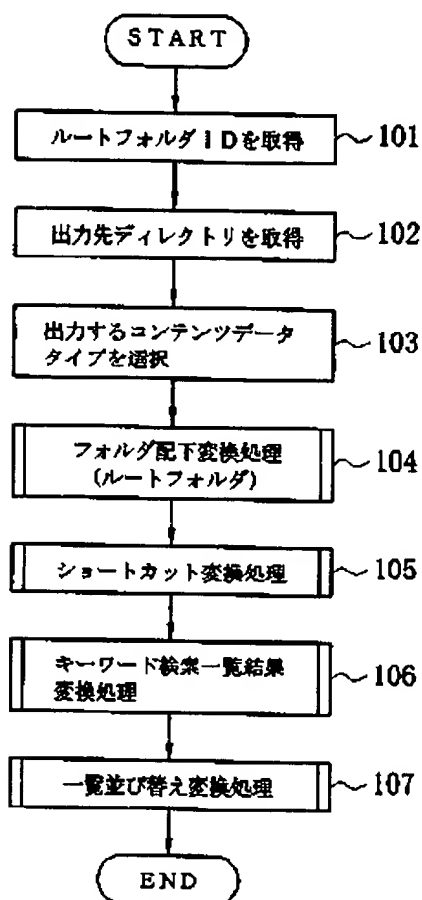 START
ルートフォルダIDを取得
101
出力先ディレクトリを取得
102
出力するコンテンツデータ
タイプを選択
103
フォルダ配下変換処理
(ルートフォルダ)
104
ショートカット変換処理
105
キーワード検索一覧結果
変換処理
106
一覧並び替え変換処理
107
END